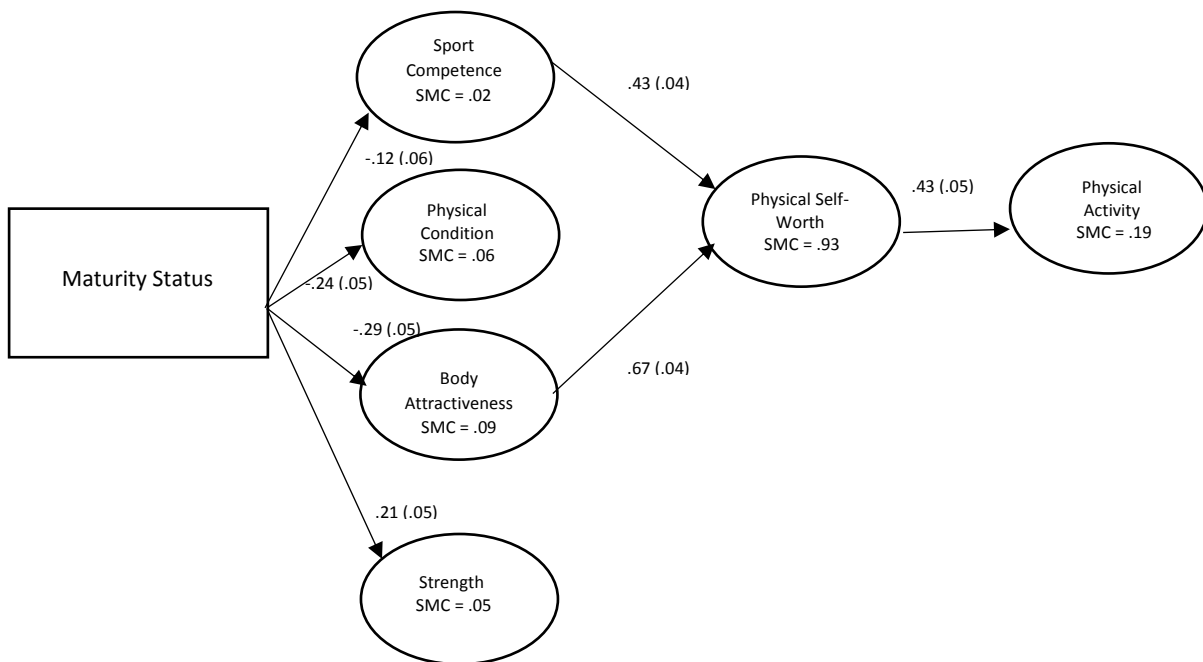 Sport
Competence
SMC = .02
.43 (.04)
-.12 (.06)
Maturity Status
Physical
Condition
SMC = .06
-.24 (.05)
Physical Self-
Worth
SMC = .93
.43 (.05)
Physical
Activity
SMC = .19
-.29 (.05)
Body
Attractiveness
SMC = .09
.67 (.04)
.21 (.05)
Strength
SMC = .05